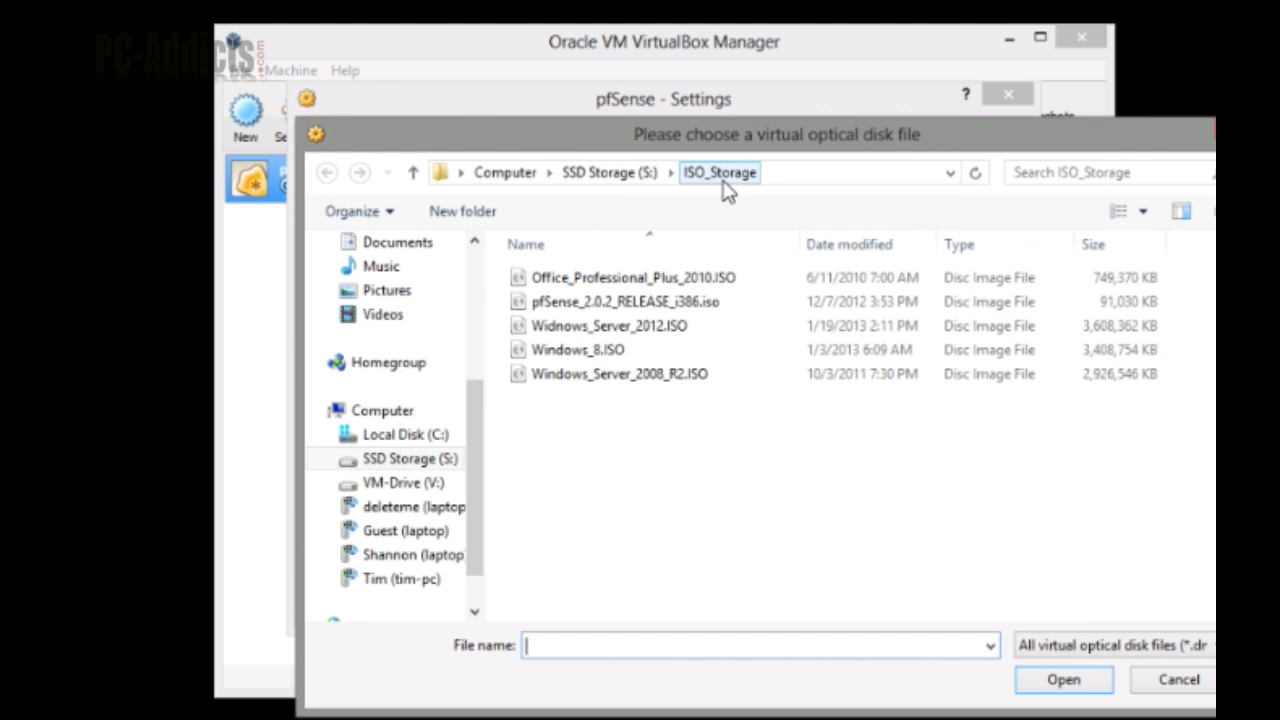 PC-Addicts
.com
Oracle VM VirtualBox Manager
Machine Help
pfSense - Settings
?
New
Please choose a virtual optical disk file
Computer SSD Storage (S:) ISO_Storage
Search ISO_Storage
Organize New folder
Documents
Music
Pictures
Videos
Homegroup
Computer
Local Disk (C:)
SSD Storage (S:)
VM-Drive (V:)
deleteme (laptop
Guest (laptop)
Shannon (laptop
Tim (tim-pc)
Name Date modified Type Size
Office_Professional_Plus_2010.ISO 6/11/2010 7:00 AM Disc Image File 749,370 KB
pfSense_2.0.2_RELEASE_i386.iso 12/7/2012 3:53 PM Disc Image File 91,030 KB
Widnows_Server_2012.ISO 1/19/2013 2:11 PM Disc Image File 3,608,362 KB
Windows_8.ISO 1/3/2013 6:09 AM Disc Image File 3,408,754 KB
Windows_Server_2008_R2.ISO 10/3/2011 7:30 PM Disc Image File 2,926,546 KB
File name:
All virtual optical disk files (*.dr
Open Cancel